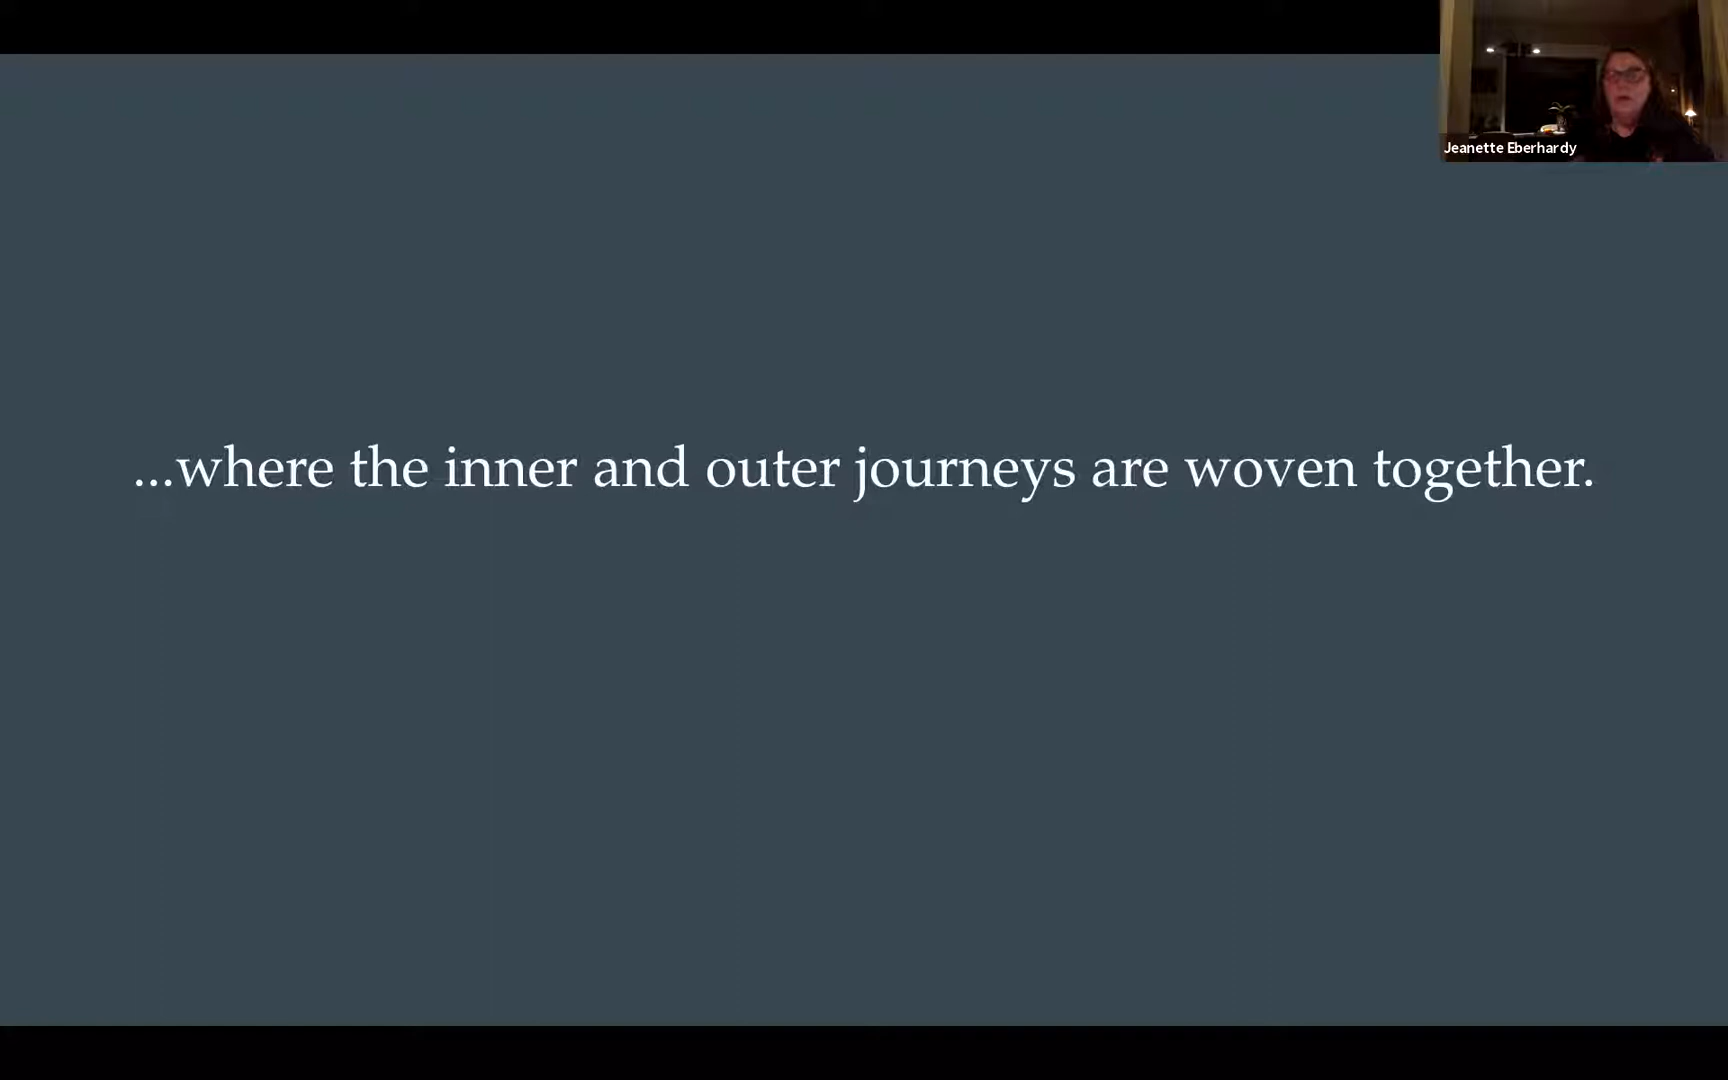 Jeanette Eberhardy
...where the inner and outer journeys are woven together.